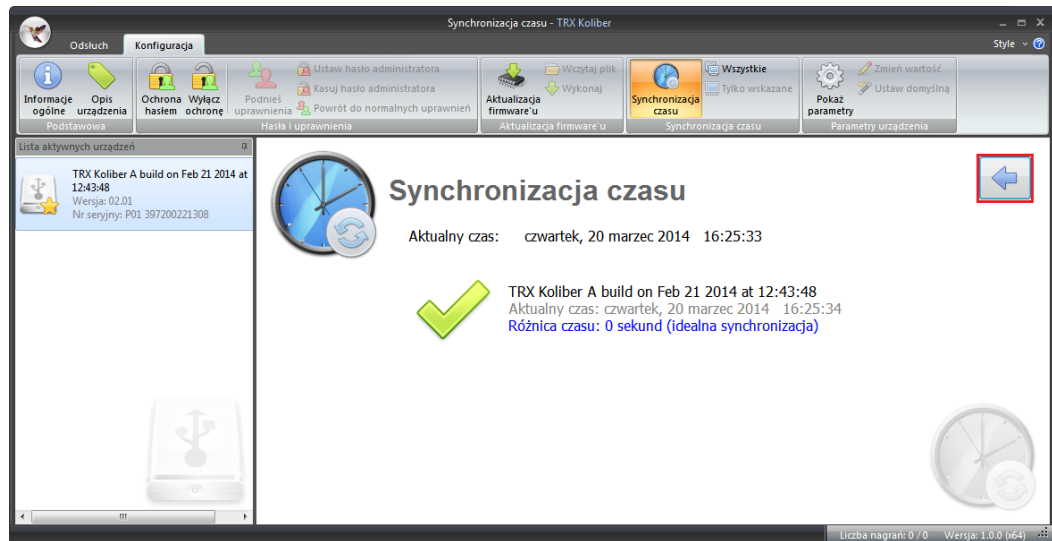 Synchronizacja czasu - TRX Koliber
Odsłuch
Konfiguracja
Style
Informacje ogólne
Opis urządzenia
Podstawowa
Ochrona hasłem
Wyłącz ochronę
Podnieś uprawnienia
Ustaw hasło administratora
Kasuj hasło administratora
Powrót do normalnych uprawnień
Hasła i uprawnienia
Aktualizacja firmware'u
Wczytaj plik
Wykonaj
Aktualizacja firmware'u
Synchronizacja czasu
Wszystkie
Tylko wskazane
Synchronizacja czasu
Pokaż parametry
Zmień wartość
Ustaw domyślną
Parametry urządzenia
Lista aktywnych urządzeń
TRX Koliber A build on Feb 21 2014 at
12:43:48
Wersja: 02.01
Nr seryjny: P01 397200221308
Synchronizacja czasu
Aktualny czas: czwartek, 20 marzec 2014 16:25:33
TRX Koliber A build on Feb 21 2014 at 12:43:48
Aktualny czas: czwartek, 20 marzec 2014 16:25:34
Różnica czasu: 0 sekund (idealna synchronizacja)
Liczba nagrań: 0 / 0 Wersja: 1.0.0 (x64)